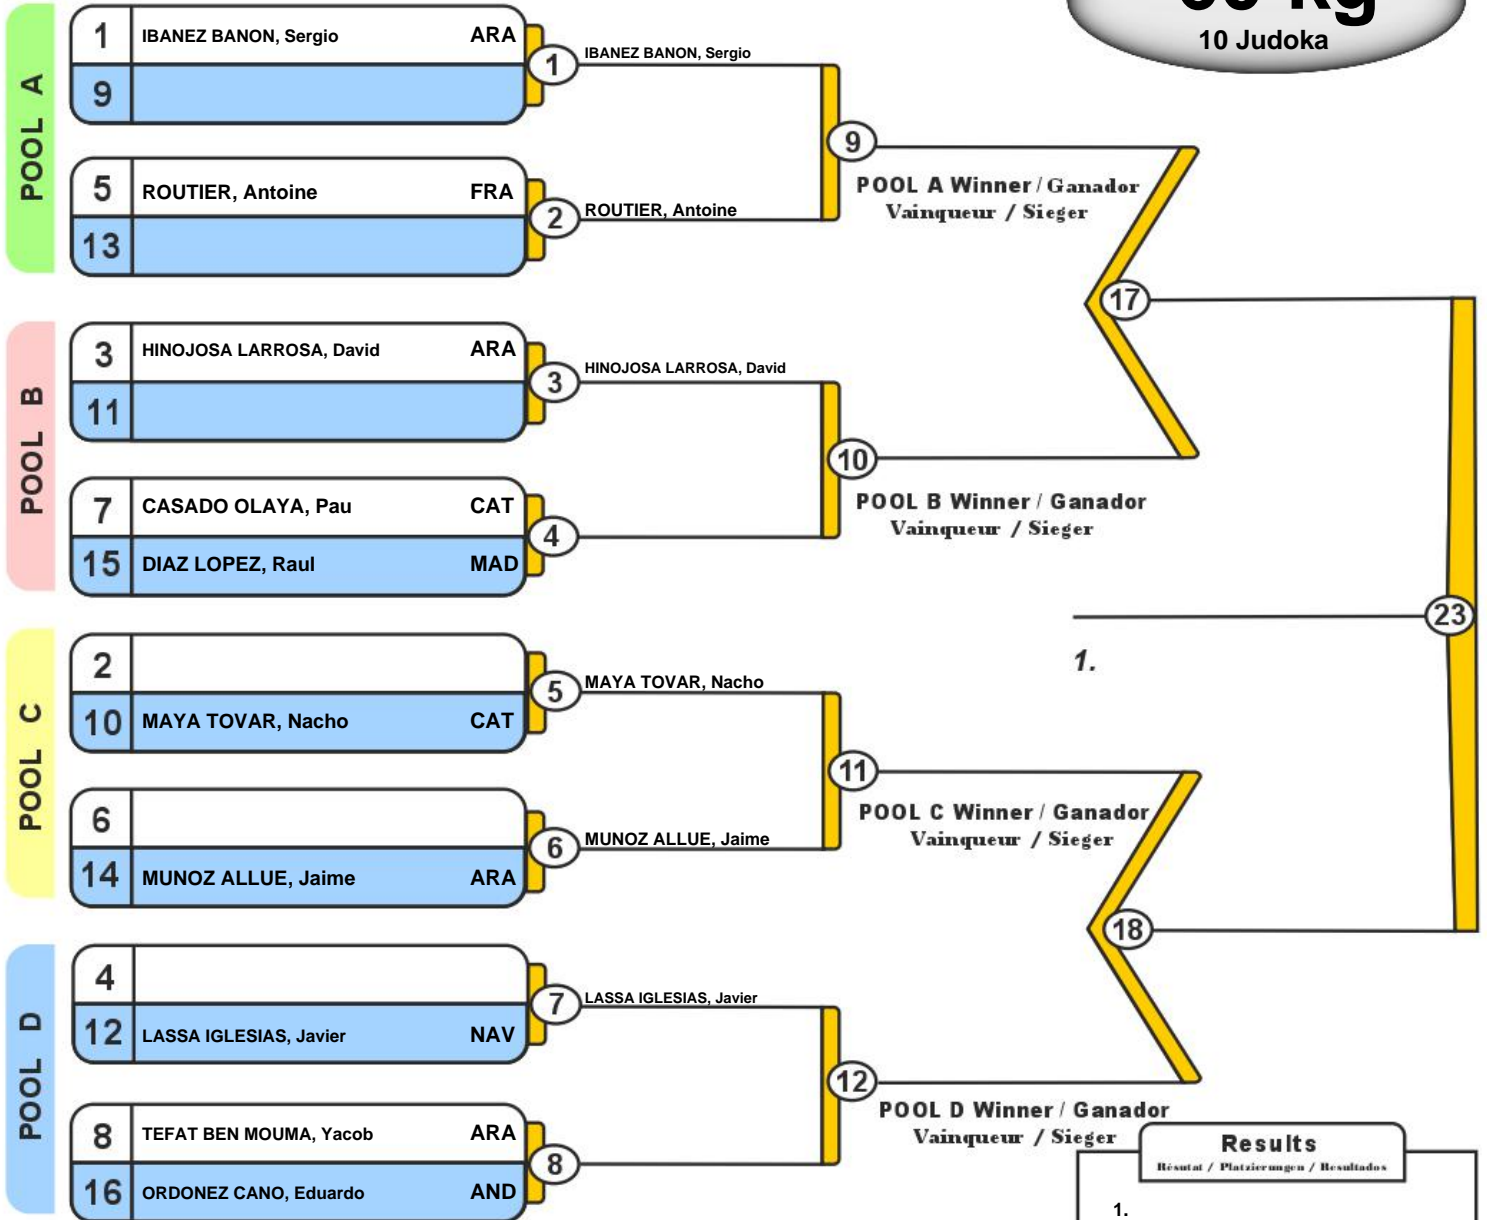 kg
10 Judoka
POOL A
1 IBANEZ BANON, Sergio ARA
9
1 IBANEZ BANON, Sergio
5 ROUTIER, Antoine FRA
13
2 ROUTIER, Antoine
9
POOL A Winner / Ganador
Vainqueur / Sieger
17
POOL B
3 HINOJOSA LARROSA, David ARA
11
3 HINOJOSA LARROSA, David
7 CASADO OLAYA, Pau CAT
15 DIAZ LOPEZ, Raul MAD
4
10
POOL B Winner / Ganador
Vainqueur / Sieger
23
1.
POOL C
2
10 MAYA TOVAR, Nacho CAT
5 MAYA TOVAR, Nacho
6
14 MUNOZ ALLUE, Jaime ARA
6 MUNOZ ALLUE, Jaime
11
POOL C Winner / Ganador
Vainqueur / Sieger
18
POOL D
4
12 LASSA IGLESIAS, Javier NAV
7 LASSA IGLESIAS, Javier
8 TEFAT BEN MOUMA, Yacob ARA
16 ORDONEZ CANO, Eduardo AND
8
12
POOL D Winner / Ganador
Vainqueur / Sieger
Results
Résutat / Platzierungen / Resultados
1.